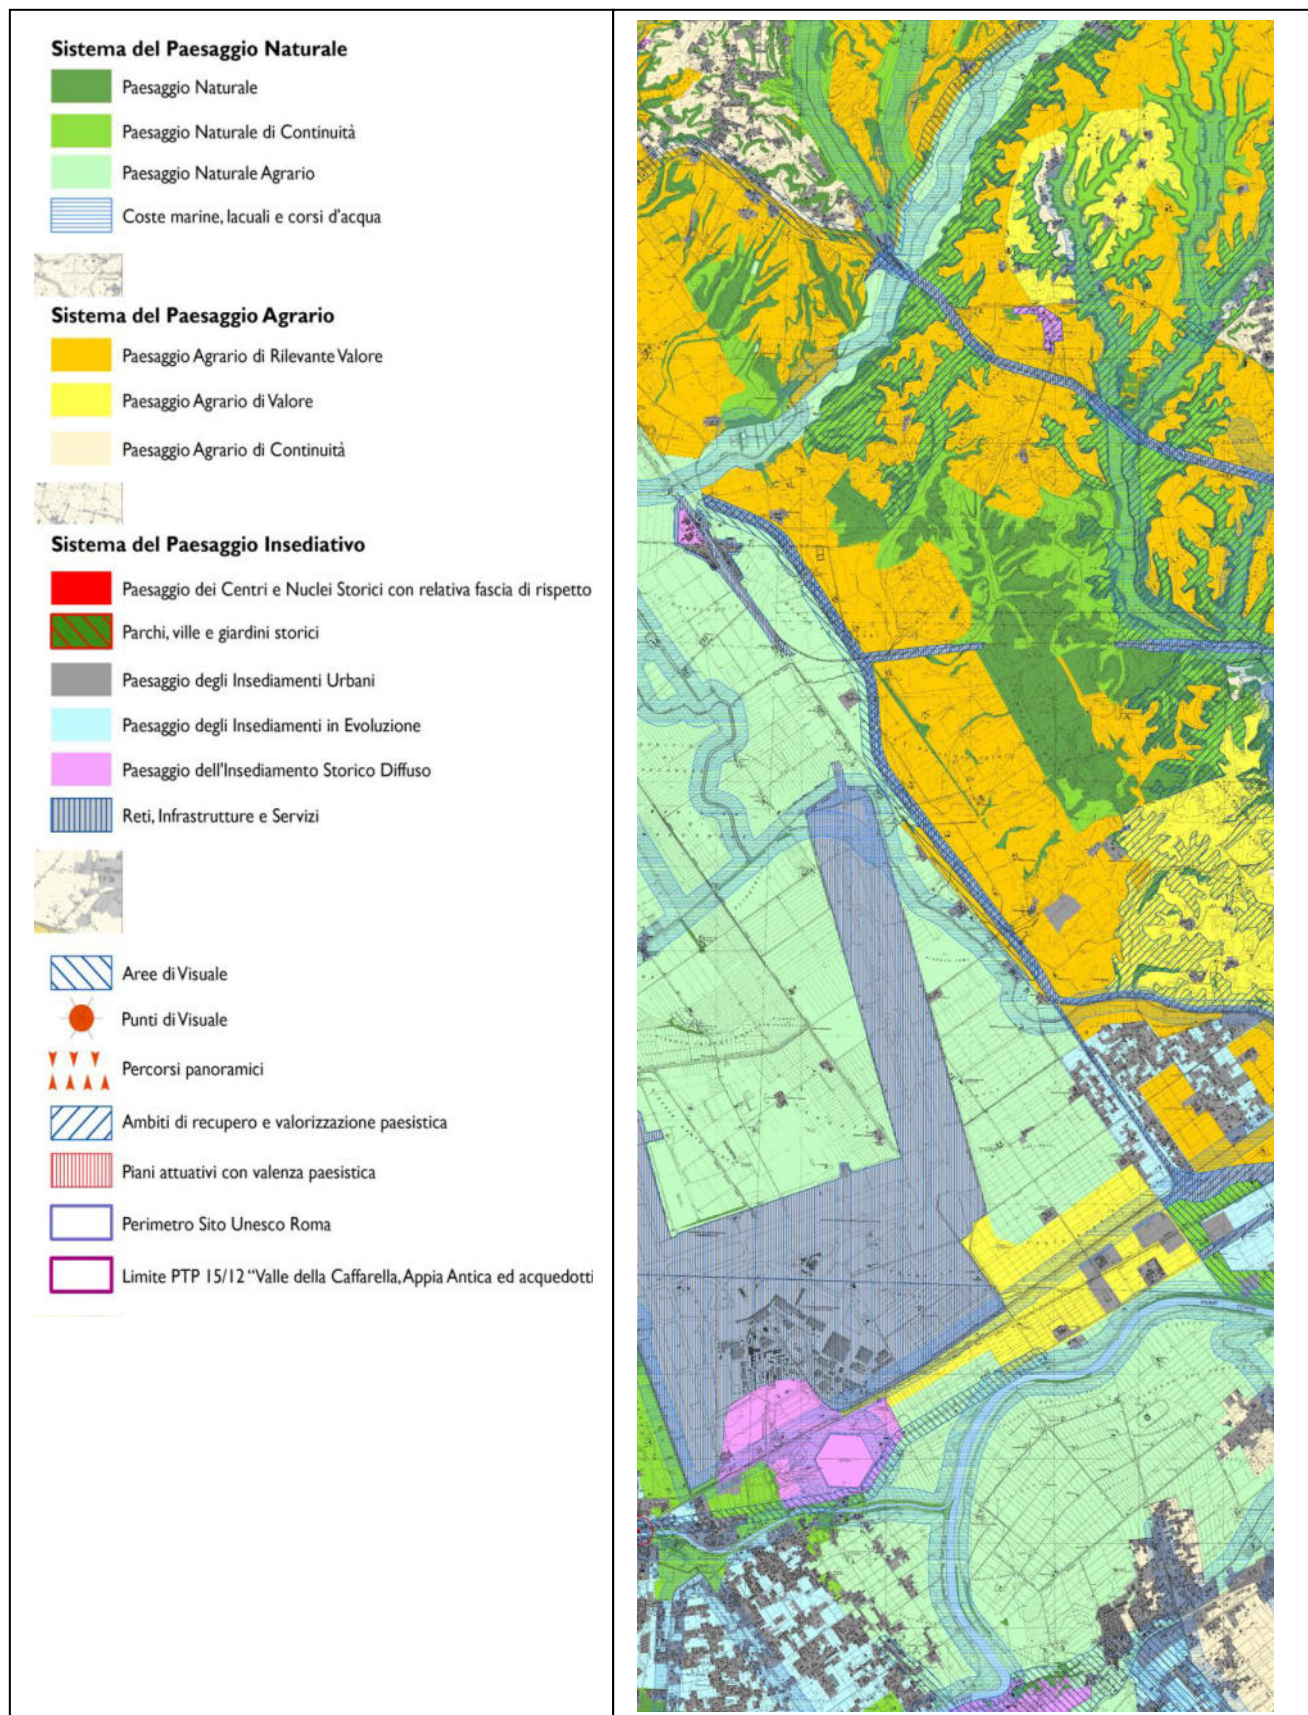 Sistema del Paesaggio Naturale
Paesaggio Naturale
Paesaggio Naturale di Continuità
Paesaggio Naturale Agrario
Coste marine, lacuali e corsi d'acqua
Sistema del Paesaggio Agrario
Paesaggio Agrario di Rilevante Valore
Paesaggio Agrario di Valore
Paesaggio Agrario di Continuità
Sistema del Paesaggio Insediativo
Paesaggio dei Centri e Nuclei Storici con relativa fascia di rispetto
Parchi, ville e giardini storici
Paesaggio degli Insediamenti Urbani
Paesaggio degli Insediamenti in Evoluzione
Paesaggio dell'Insediamento Storico Diffuso
Reti, Infrastrutture e Servizi
Aree di Visuale
Punti di Visuale
Percorsi panoramici
Ambiti di recupero e valorizzazione paesistica
Piani attuativi con valenza paesistica
Perimetro Sito Unesco Roma
Limite PTP 15/12 "Valle della Caffarella, Appia Antica ed acquedotti